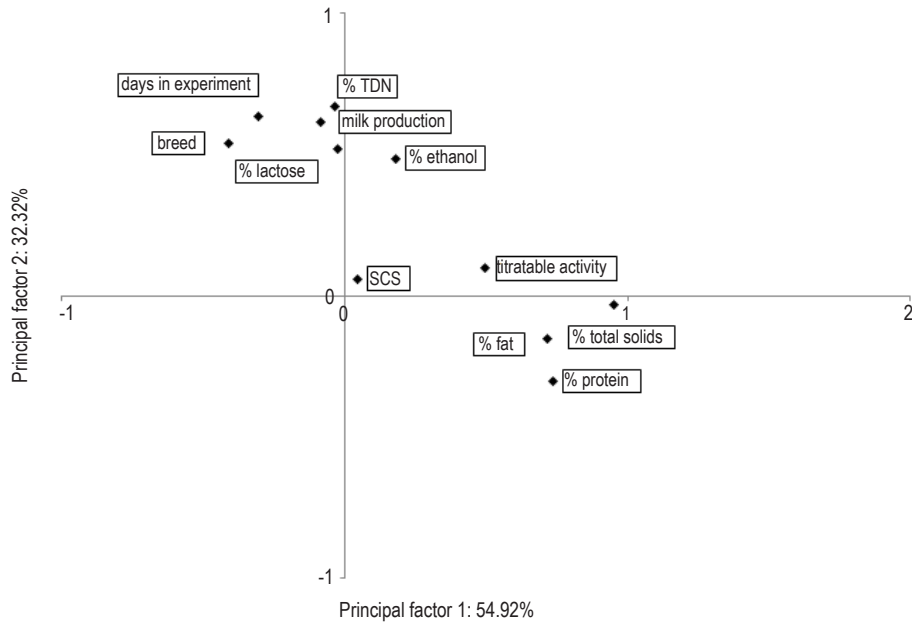 1
days in experiment
% TDN
milk production
breed
% lactose
% ethanol
Principal factor 2: 32.32%
SCS
titratable activity
0
-1
0
1
2
% fat
% total solids
% protein
-1
Principal factor 1: 54.92%